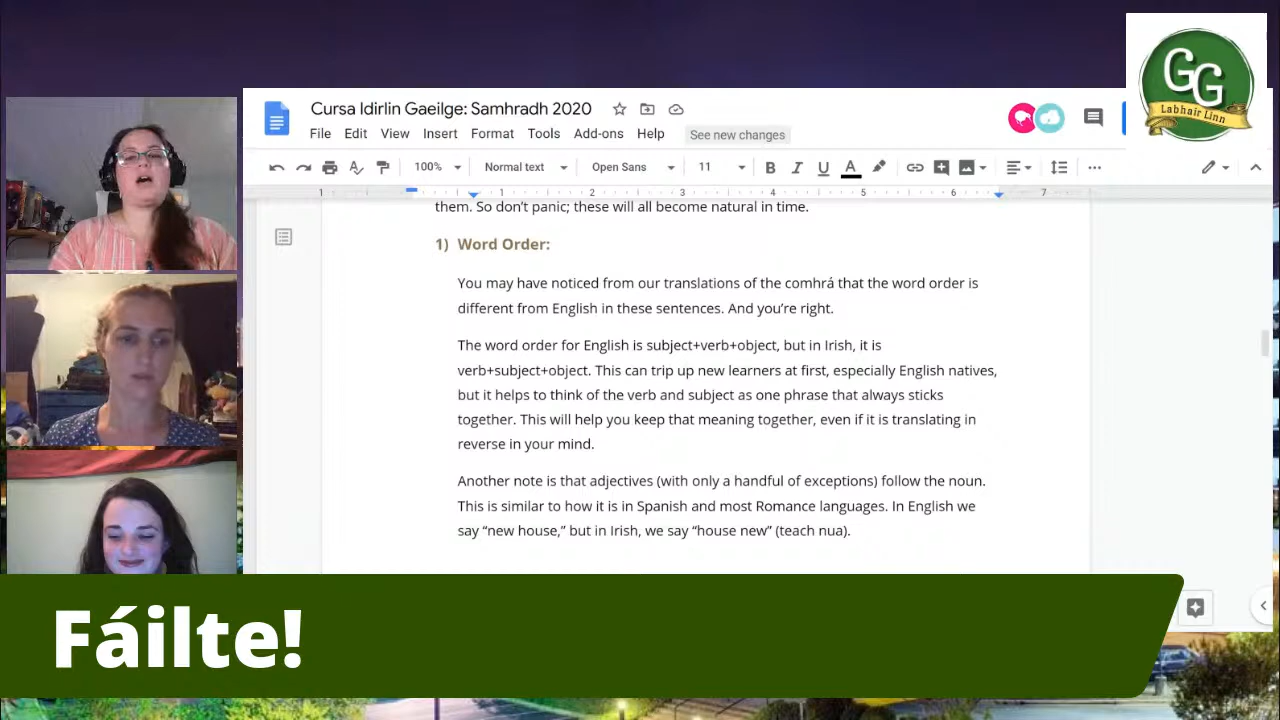 GG
Labhair Linn
Cursa Idirlin Gaeilge: Samhradh 2020
File Edit View Insert Format Tools Add-ons Help See new changes
100% Normal text Open Sans 11 B I U A
1 1 2 3 4 5 6 7
them. So don’t panic; these will all become natural in time.
1) Word Order:
You may have noticed from our translations of the comhrá that the word order is
different from English in these sentences. And you’re right.
The word order for English is subject+verb+object, but in Irish, it is
verb+subject+object. This can trip up new learners at first, especially English natives,
but it helps to think of the verb and subject as one phrase that always sticks
together. This will help you keep that meaning together, even if it is translating in
reverse in your mind.
Another note is that adjectives (with only a handful of exceptions) follow the noun.
This is similar to how it is in Spanish and most Romance languages. In English we
say “new house,” but in Irish, we say “house new” (teach nua).
Fáilte!